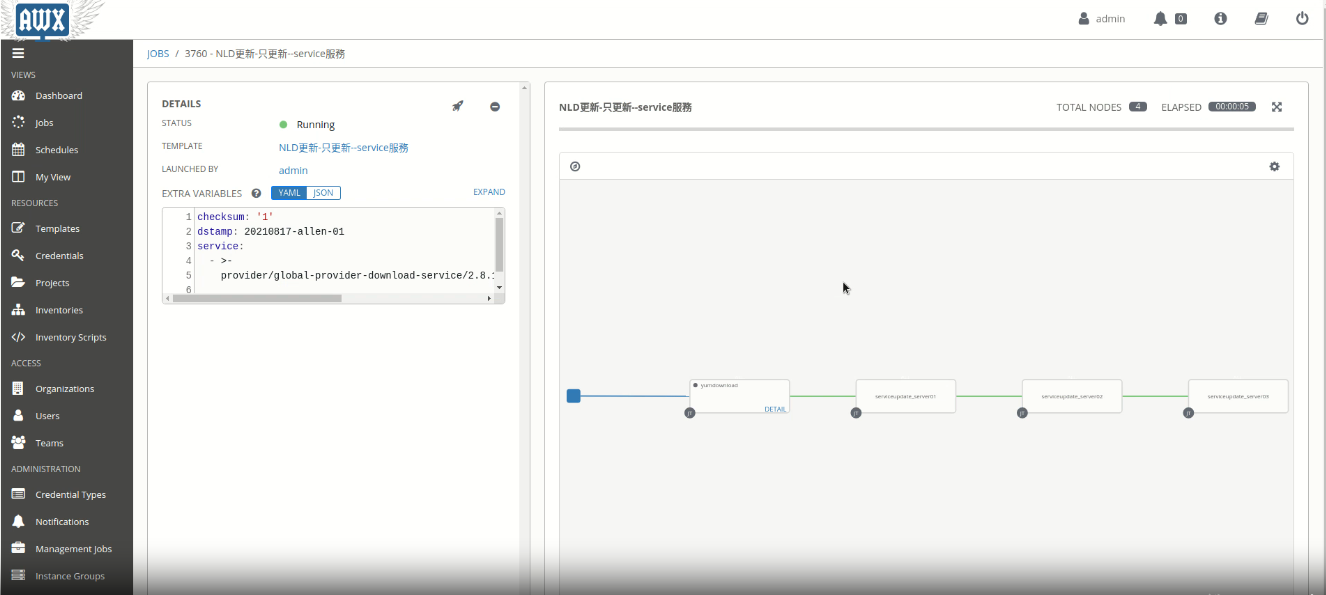 AWX
admin
0
JOBS / 3760 - NLD更新-只更新--service服務
VIEWS
Dashboard
Jobs
Schedules
My View
RESOURCES
Templates
Credentials
Projects
Inventories
Inventory Scripts
ACCESS
Organizations
Users
Teams
ADMINISTRATION
Credential Types
Notifications
Management Jobs
Instance Groups
DETAILS
STATUS
Running
TEMPLATE
NLD更新-只更新--service服務
LAUNCHED BY
admin
EXTRA VARIABLES ? YAML JSON EXPAND
1 checksum: '1'
2 dstamp: 20210817-allen-01
3 service:
4 - >-
5 provider/global-provider-download-service/2.8.
6
NLD更新-只更新--service服務
TOTAL NODES 4 ELAPSED 00:00:05
yumdownload
DETAIL
JT
serviceupdate_server01
JT
serviceupdate_server02
JT
serviceupdate_server03
JT